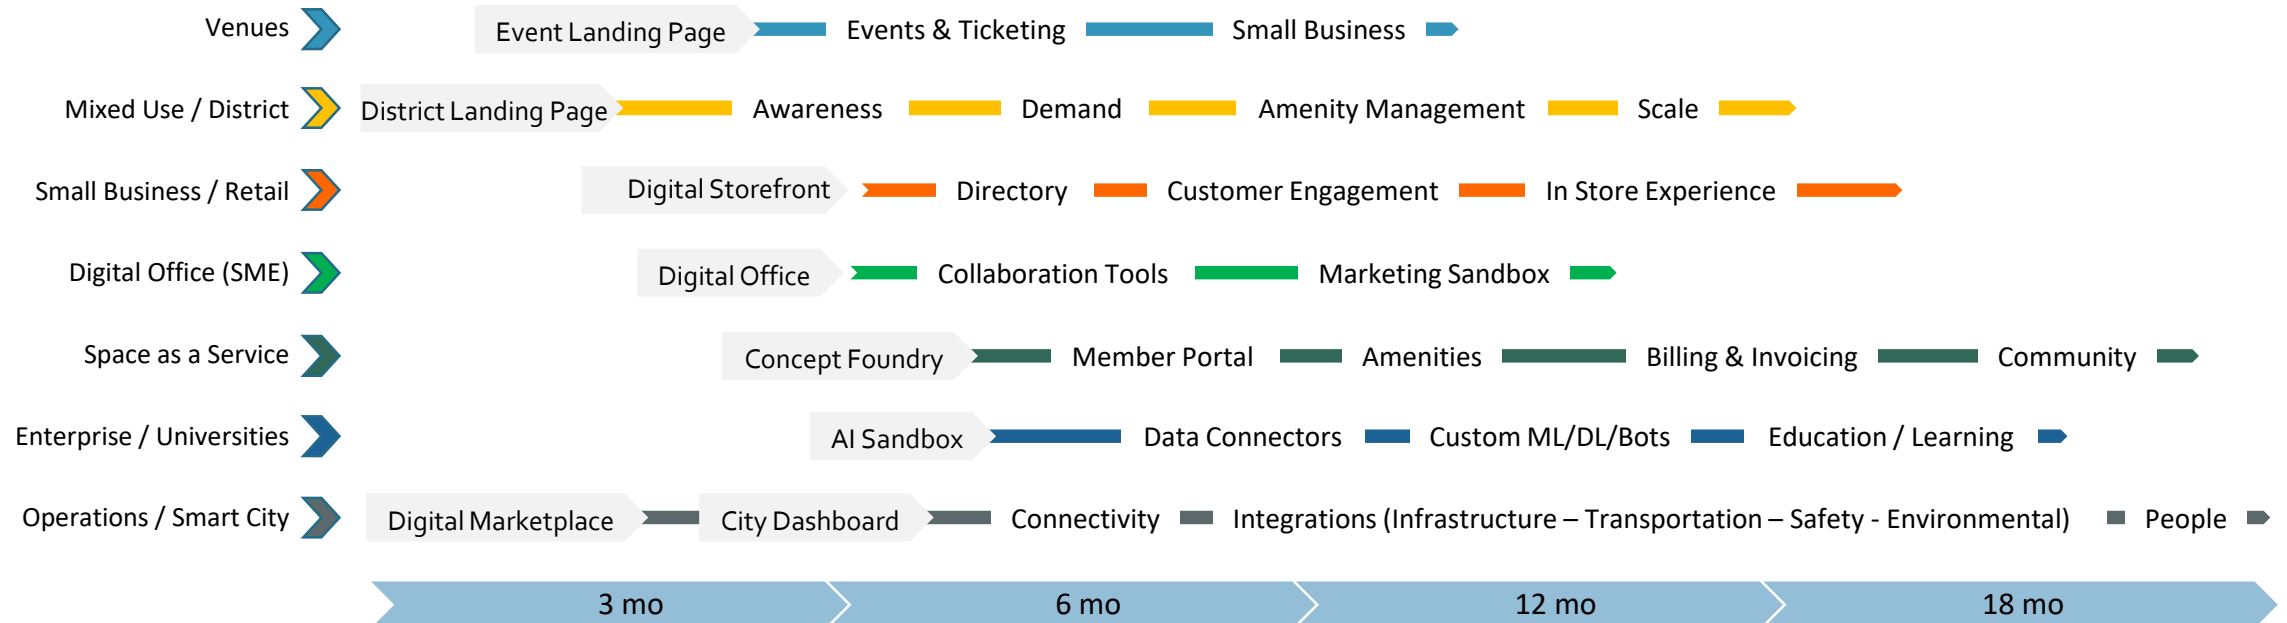 Venues Event Landing Page Events & Ticketing Small Business
Mixed Use / District District Landing Page Awareness Demand Amenity Management Scale
Small Business / Retail Digital Storefront Directory Customer Engagement In Store Experience
Digital Office (SME) Digital Office Collaboration Tools Marketing Sandbox
Space as a Service Concept Foundry Member Portal Amenities Billing & Invoicing Community
Enterprise / Universities AI Sandbox Data Connectors Custom ML/DL/Bots Education / Learning
Operations / Smart City Digital Marketplace City Dashboard Connectivity Integrations (Infrastructure – Transportation – Safety - Environmental) People
3 mo 6 mo 12 mo 18 mo